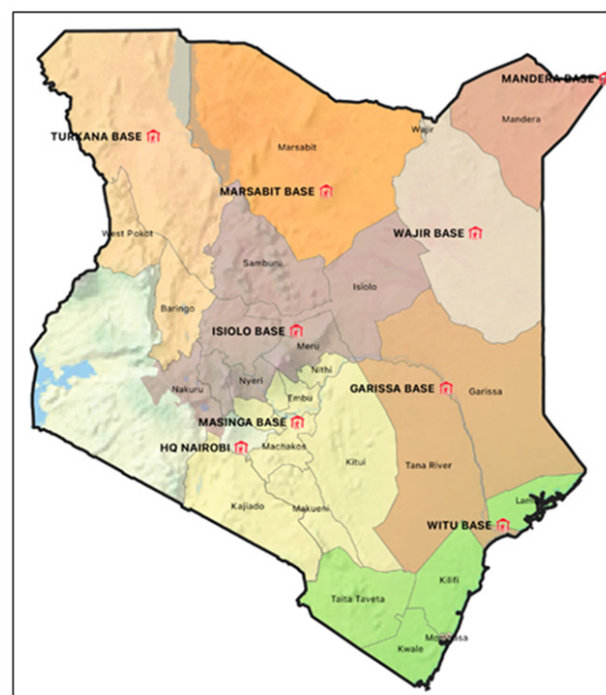 MANDERA BASE
Mandera
Wajir
TURKANA BASE
Marsabit
MARSABIT BASE
WAJIR BASE
West Pokot
Samburu
Isiolo
Baringo
ISIOLO BASE
Meru
Nithi
Nyeri
Nakuru
GARISSA BASE
Garissa
Embu
MASINGA BASE
HQ NAIROBI
Machakos
Kitui
Tana River
Kajiado
Makueni
WITU BASE
Kilifi
Taita Taveta
Kwale